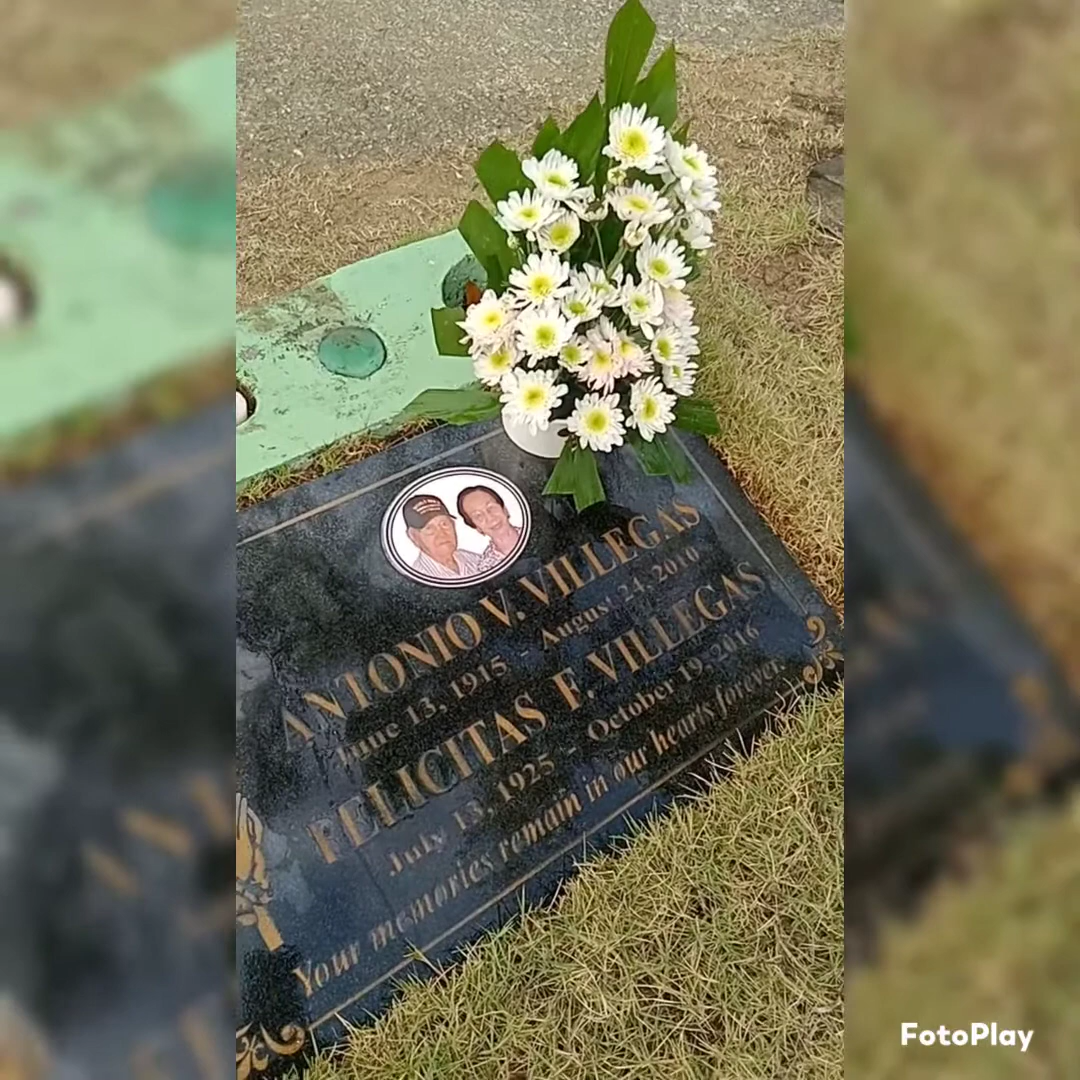 ANTONIO V. VILLEGAS
June 13, 1915 - August 24, 2010
FELICITAS F. VILLEGAS
July 13, 1925 - October 19, 2016
Your memories remain in our hearts forever.
FotoPlay